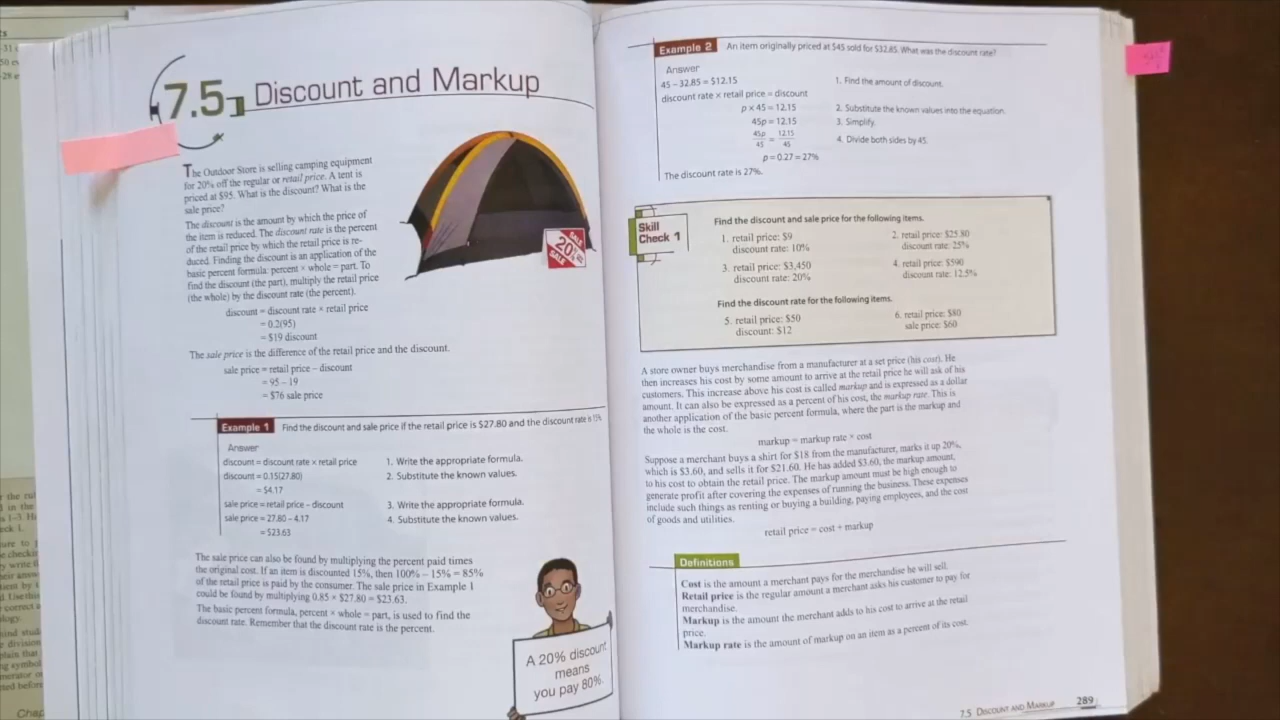 7.5 Discount and Markup
The Outdoor Store is selling camping equipment
for 20% off the regular or retail price. A tent is
priced at $95. What is the discount? What is the
sale price?
The discount is the amount by which the price of
the item is reduced. The discount rate is the percent
of the retail price by which the retail price is re-
duced. Finding the discount is an application of the
basic percent formula: percent × whole = part. To
find the discount (the part), multiply the retail price
(the whole) by the discount rate (the percent).
discount = discount rate × retail price
= 0.2(95)
= $19 discount
The sale price is the difference of the retail price and the discount.
sale price = retail price – discount
= 95 – 19
= $76 sale price
SALE
20%
SALE
Example 1 Find the discount and sale price if the retail price is $27.80 and the discount rate is 15%
Answer
discount = discount rate × retail price 1. Write the appropriate formula.
discount = 0.15(27.80) 2. Substitute the known values.
= $4.17
sale price = retail price – discount 3. Write the appropriate formula.
sale price = 27.80 – 4.17 4. Substitute the known values.
= $23.63
The sale price can also be found by multiplying the percent paid times
the original cost. If an item is discounted 15%, then 100% – 15% = 85%
of the retail price is paid by the consumer. The sale price in Example 1
could be found by multiplying 0.85 × $27.80 = $23.63.
The basic percent formula, percent × whole = part, is used to find the
discount rate. Remember that the discount rate is the percent.
A 20% discount
means
you pay 80%.
Example 2 An item originally priced at $45 sold for $32.85. What was the discount rate?
Answer
45 – 32.85 = $12.15 1. Find the amount of discount.
discount rate × retail price = discount
p × 45 = 12.15 2. Substitute the known values into the equation.
45p = 12.15 3. Simplify.
45p/45 = 12.15/45 4. Divide both sides by 45.
p = 0.27 = 27%
The discount rate is 27%.
Skill
Check 1
Find the discount and sale price for the following items.
1. retail price: $9 2. retail price: $25.80
discount rate: 10% discount rate: 25%
3. retail price: $3,450 4. retail price: $590
discount rate: 20% discount rate: 12.5%
Find the discount rate for the following items.
5. retail price: $50 6. retail price: $80
discount: $12 sale price: $60
A store owner buys merchandise from a manufacturer at a set price (his cost). He
then increases his cost by some amount to arrive at the retail price he will ask of his
customers. This increase above his cost is called markup and is expressed as a dollar
amount. It can also be expressed as a percent of his cost, the markup rate. This is
another application of the basic percent formula, where the part is the markup and
the whole is the cost.
markup = markup rate × cost
Suppose a merchant buys a shirt for $18 from the manufacturer, marks it up 20%,
which is $3.60, and sells it for $21.60. He has added $3.60, the markup amount,
to his cost to obtain the retail price. The markup amount must be high enough to
generate profit after covering the expenses of running the business. These expenses
include such things as renting or buying a building, paying employees, and the cost
of goods and utilities.
retail price = cost + markup
Definitions
Cost is the amount a merchant pays for the merchandise he will sell.
Retail price is the regular amount a merchant asks his customer to pay for
merchandise.
Markup is the amount the merchant adds to his cost to arrive at the retail
price.
Markup rate is the amount of markup on an item as a percent of its cost.
7.5 Discount and Markup 289